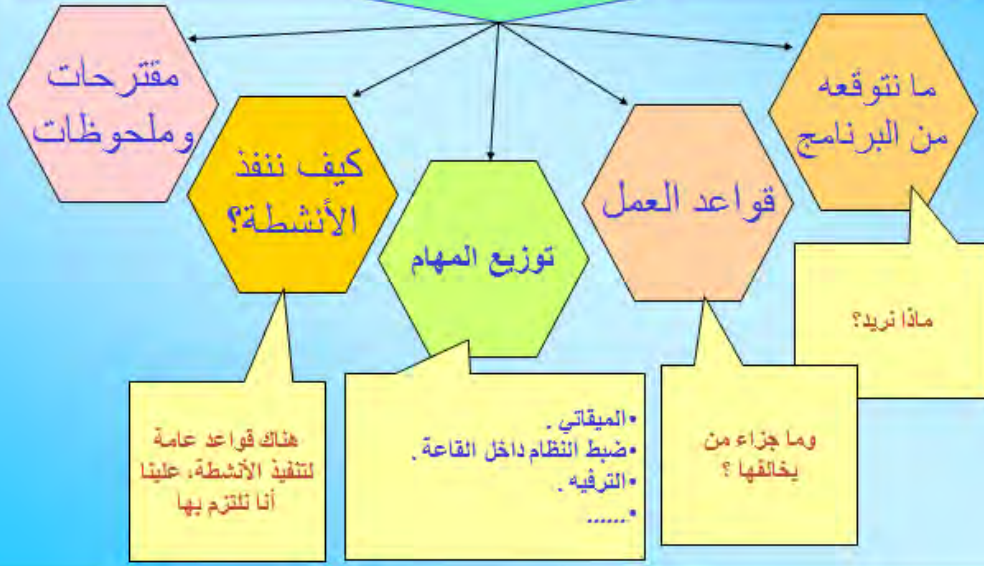 ما نتوقعه
من البرنامج
قواعد العمل
توزيع المهام
كيف ننفذ
الأنشطة؟
مقترحات
وملحوظات
ماذا نريد؟
وما جزاء من
يخالفها ؟
•الميقاتي .
•ضبط النظام داخل القاعة .
•الترفيه .
•......
هناك قواعد عامة
لتنفيذ الأنشطة، علينا
أنا نلتزم بها